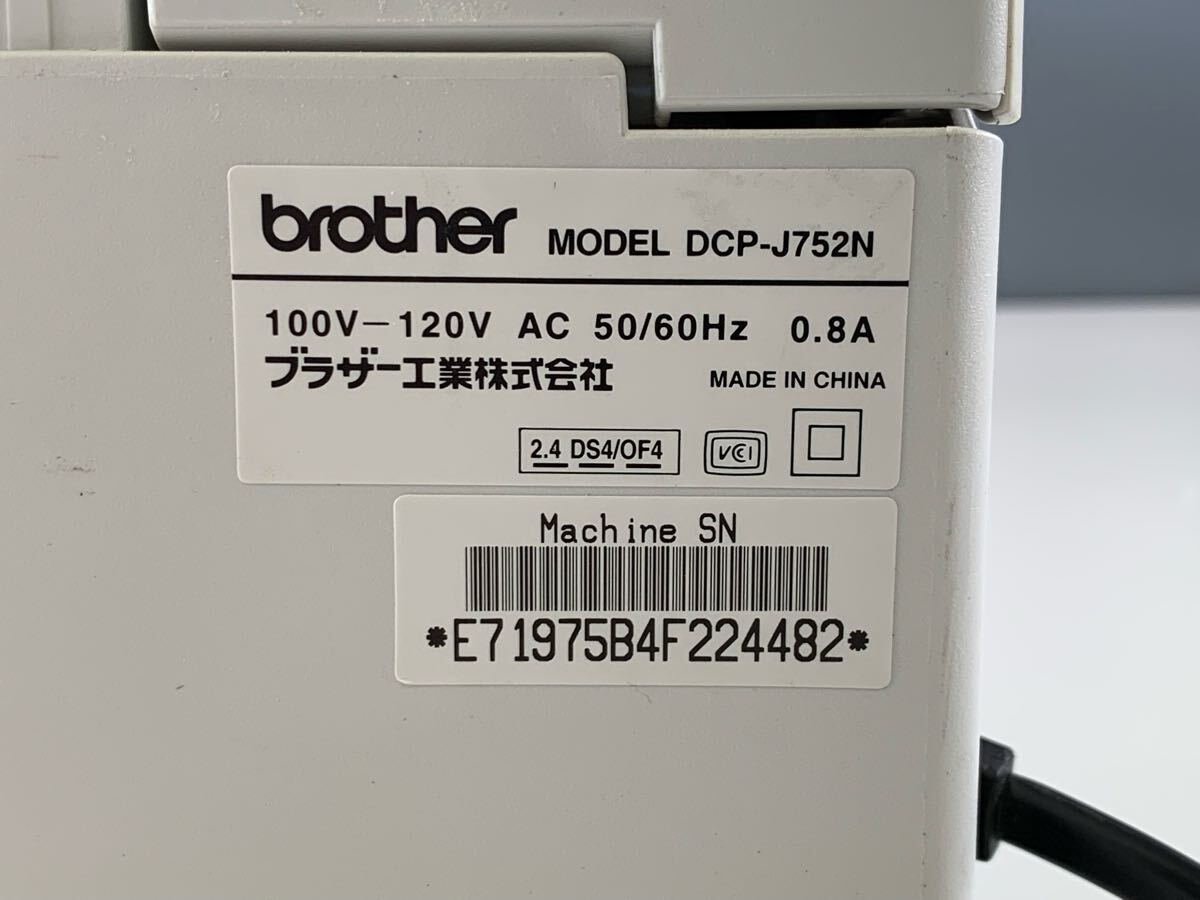 brother MODEL DCP-J752N
100V－120V AC 50/60Hz 0.8A
ブラザー工業株式会社 MADE IN CHINA
2.4 DS4/OF4 VCCI
Machine SN
*E71975B4F224482*